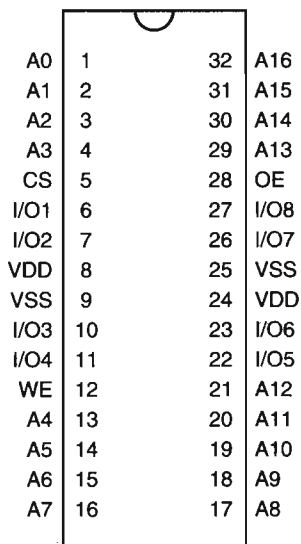 A0 1 32 A16
A1 2 31 A15
A2 3 30 A14
A3 4 29 A13
CS 5 28 OE
I/O1 6 27 I/O8
I/O2 7 26 I/O7
VDD 8 25 VSS
VSS 9 24 VDD
I/O3 10 23 I/O6
I/O4 11 22 I/O5
WE 12 21 A12
A4 13 20 A11
A5 14 19 A10
A6 15 18 A9
A7 16 17 A8